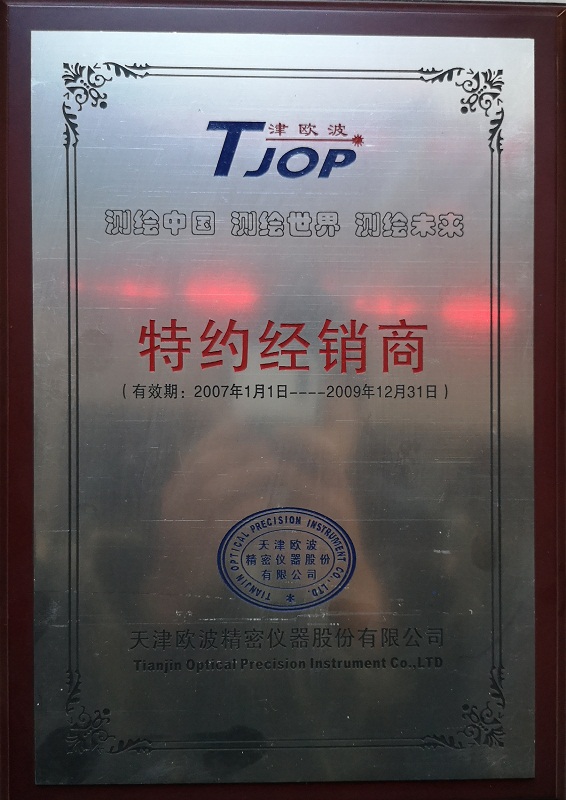 津欧波
TJOP
测绘中国 测绘世界 测绘未来
特约经销商
(有效期：2007年1月1日----2009年12月31日)
TIANJIN OPTICAL PRECISION INSTRUMENT CO., LTD.
天津欧波
精密仪器股份
有限公司
天津欧波精密仪器股份有限公司
Tianjin Optical Precision Instrument Co.,LTD